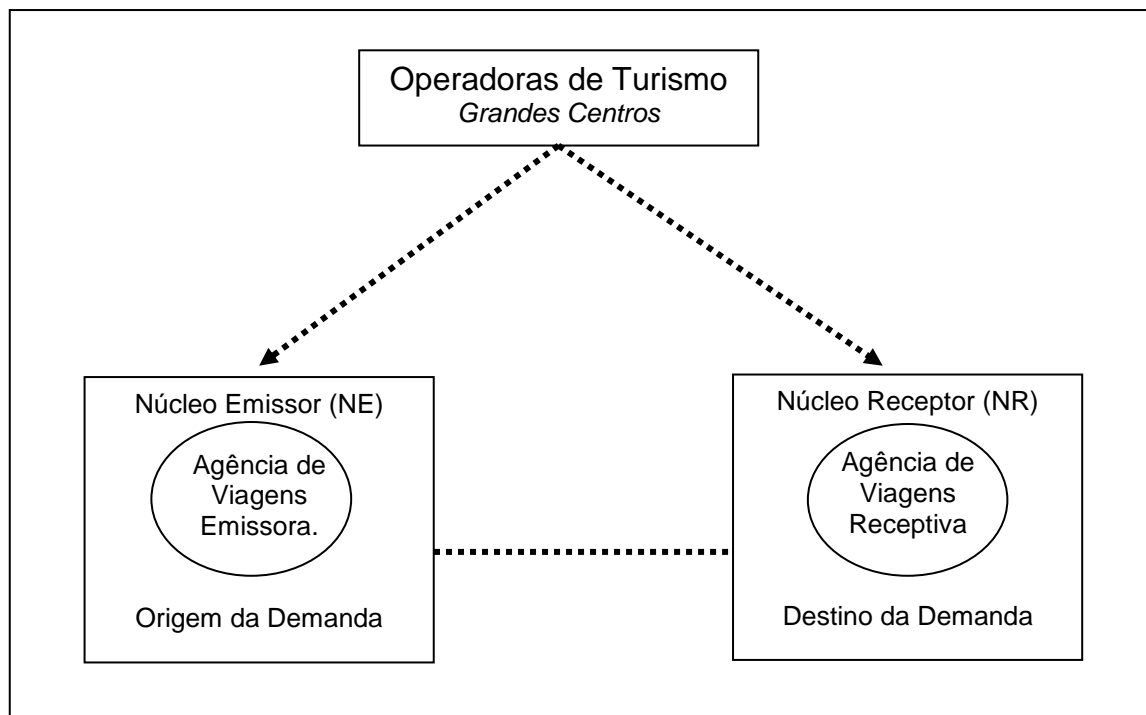 Operadoras de Turismo
Grandes Centros
Núcleo Emissor (NE)
Agência de
Viagens
Emissora.
Origem da Demanda
Núcleo Receptor (NR)
Agência de
Viagens
Receptiva
Destino da Demanda